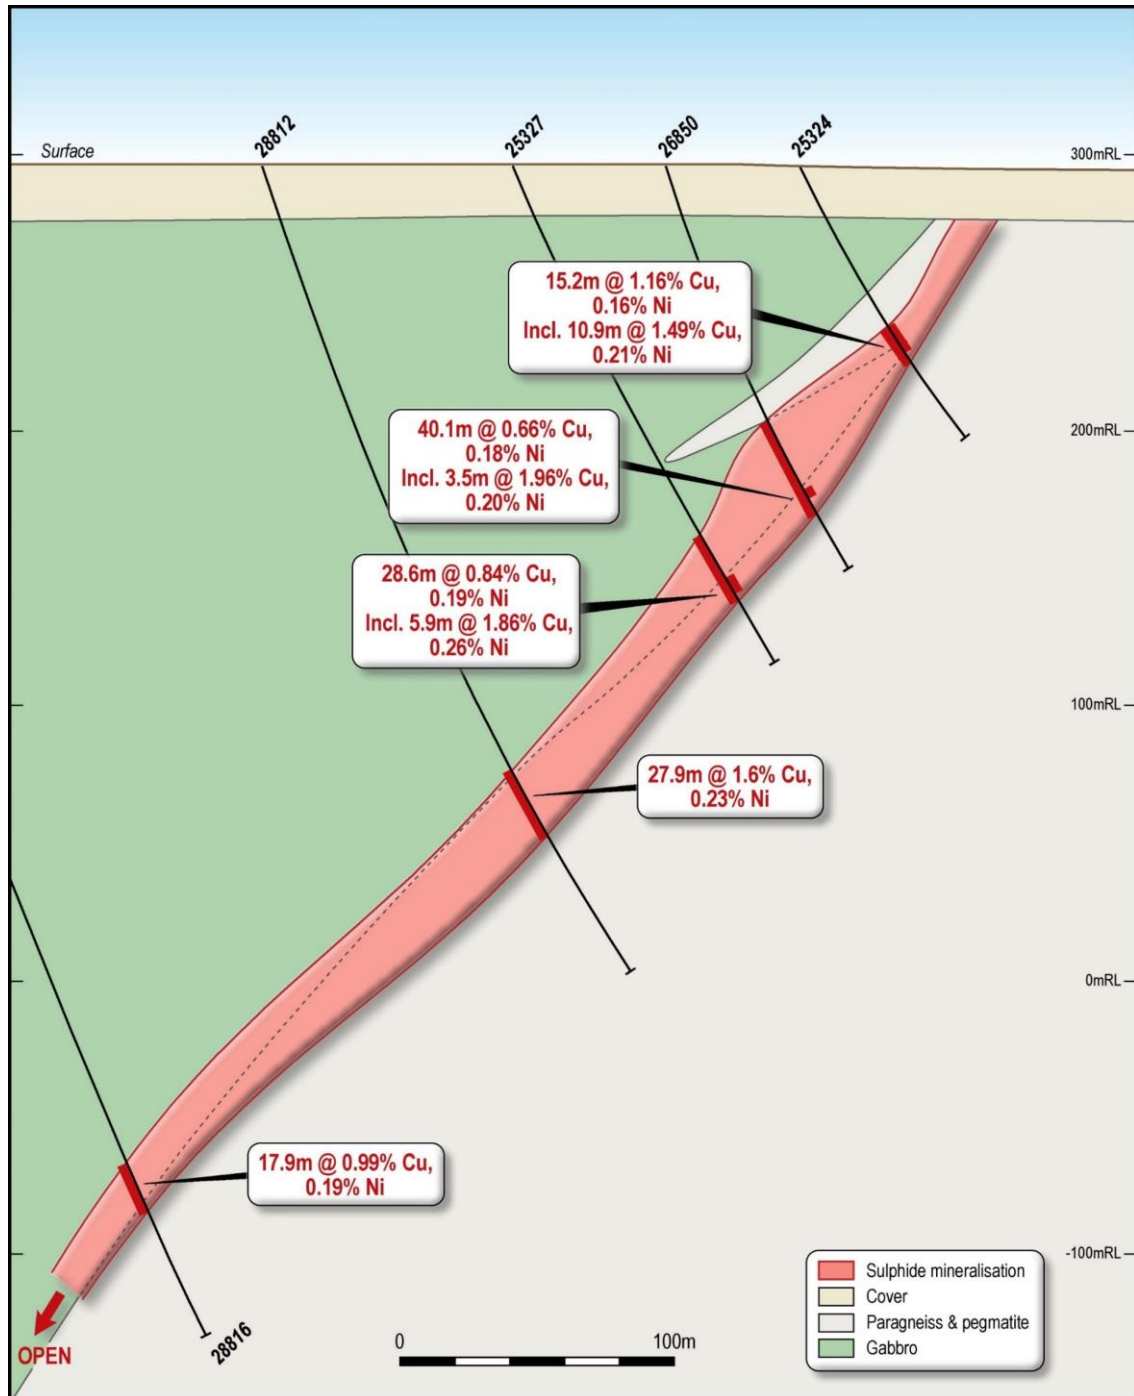 28812
25327
26850
25324
Surface
300mRL
15.2m @ 1.16% Cu,
0.16% Ni
Incl. 10.9m @ 1.49% Cu,
0.21% Ni
200mRL
40.1m @ 0.66% Cu,
0.18% Ni
Incl. 3.5m @ 1.96% Cu,
0.20% Ni
28.6m @ 0.84% Cu,
0.19% Ni
Incl. 5.9m @ 1.86% Cu,
0.26% Ni
100mRL
27.9m @ 1.6% Cu,
0.23% Ni
0mRL
17.9m @ 0.99% Cu,
0.19% Ni
-100mRL
OPEN
28816
0 100m
Sulphide mineralisation
Cover
Paragneiss & pegmatite
Gabbro